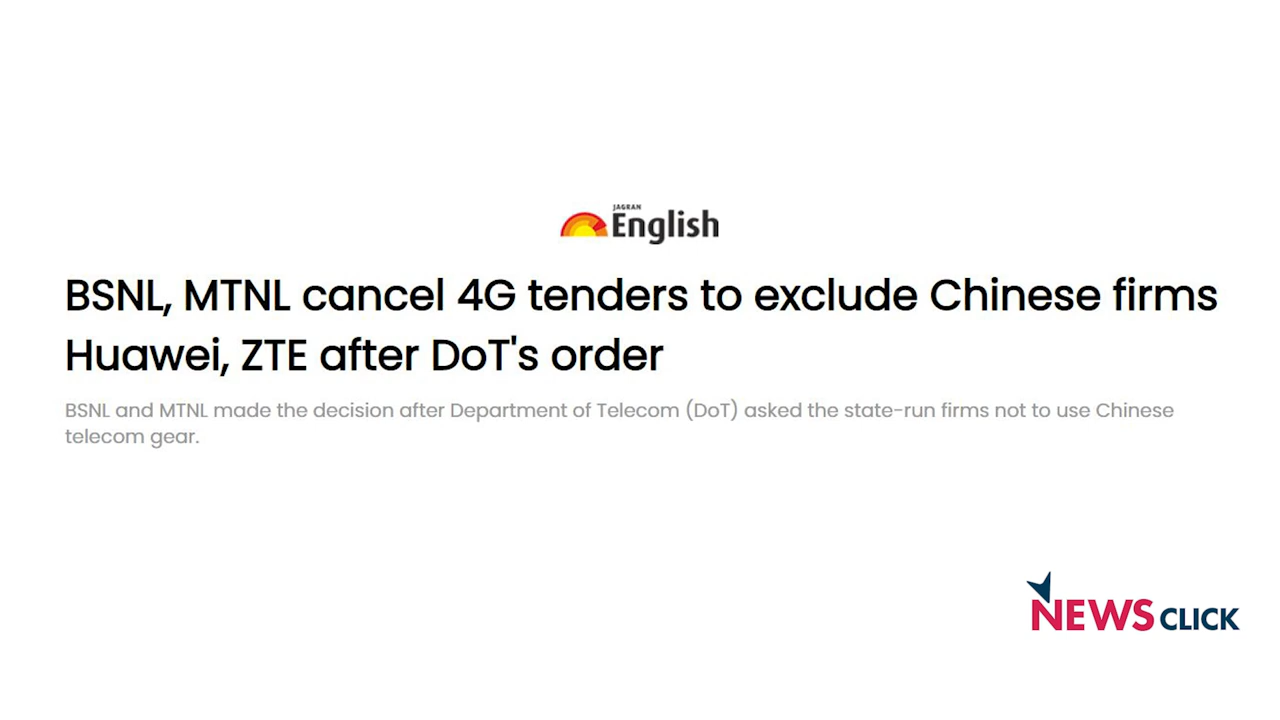 JAGRAN
English
BSNL, MTNL cancel 4G tenders to exclude Chinese firms
Huawei, ZTE after DoT's order
BSNL and MTNL made the decision after Department of Telecom (DoT) asked the state-run firms not to use Chinese
telecom gear.
NEWS CLICK